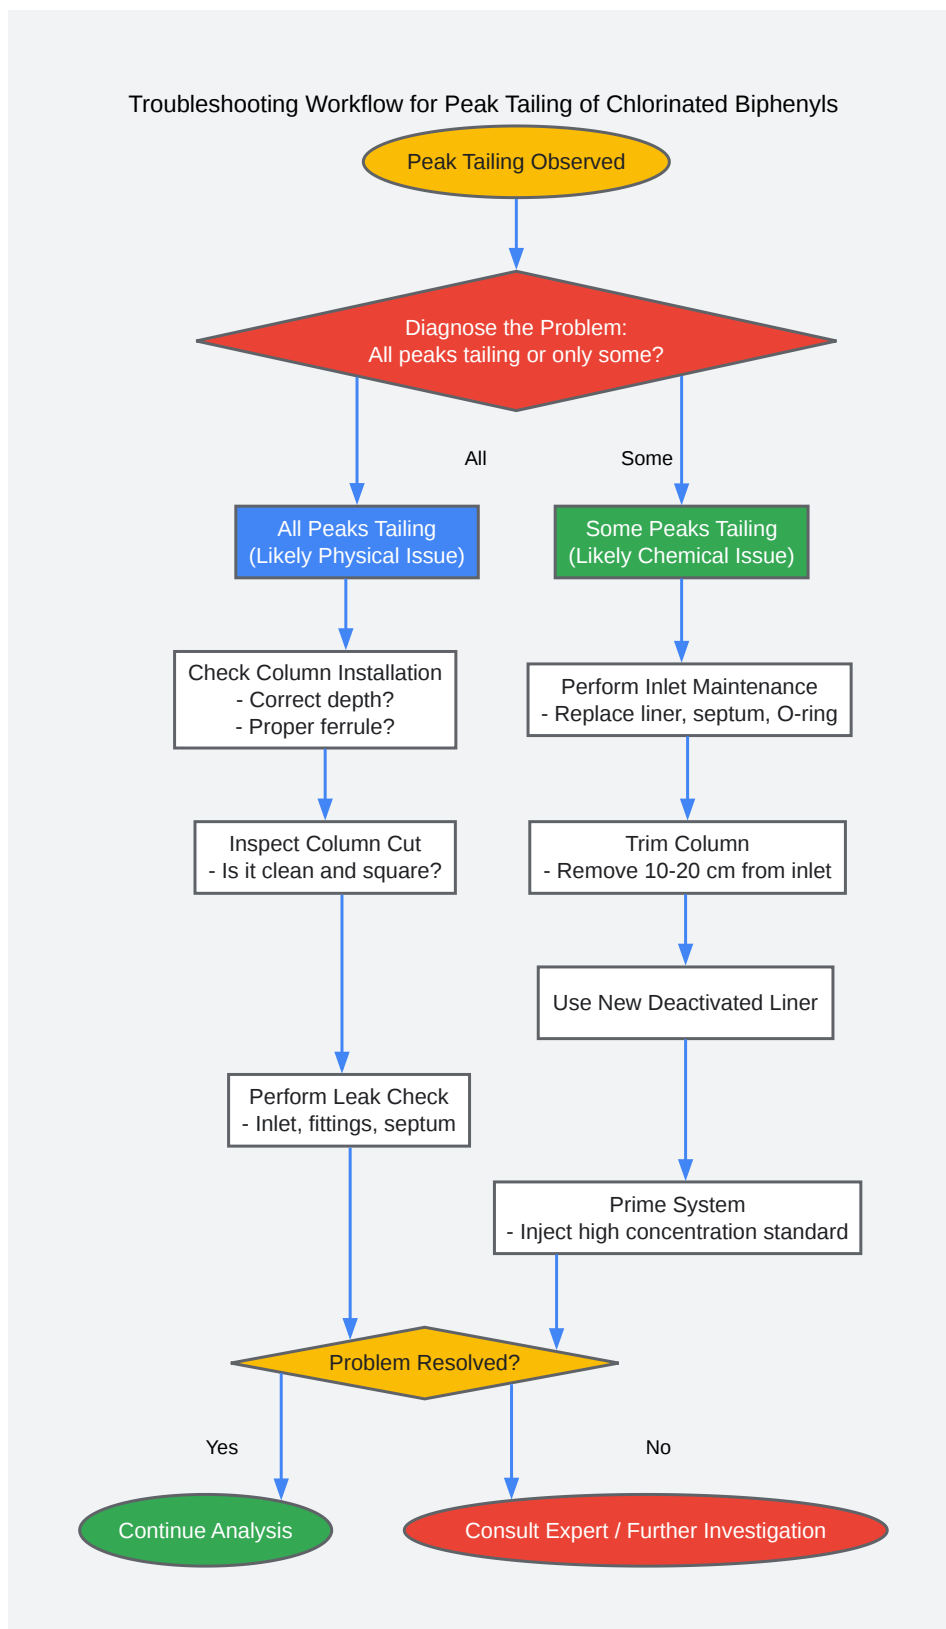 Troubleshooting Workflow for Peak Tailing of Chlorinated Biphenyls
Peak Tailing Observed
Diagnose the Problem:
All peaks tailing or only some?
All
Some
All Peaks Tailing
(Likely Physical Issue)
Some Peaks Tailing
(Likely Chemical Issue)
Check Column Installation
- Correct depth?
- Proper ferrule?
Perform Inlet Maintenance
- Replace liner, septum, O-ring
Inspect Column Cut
- Is it clean and square?
Trim Column
- Remove 10-20 cm from inlet
Use New Deactivated Liner
Perform Leak Check
- Inlet, fittings, septum
Prime System
- Inject high concentration standard
Problem Resolved?
Yes
No
Continue Analysis
Consult Expert / Further Investigation